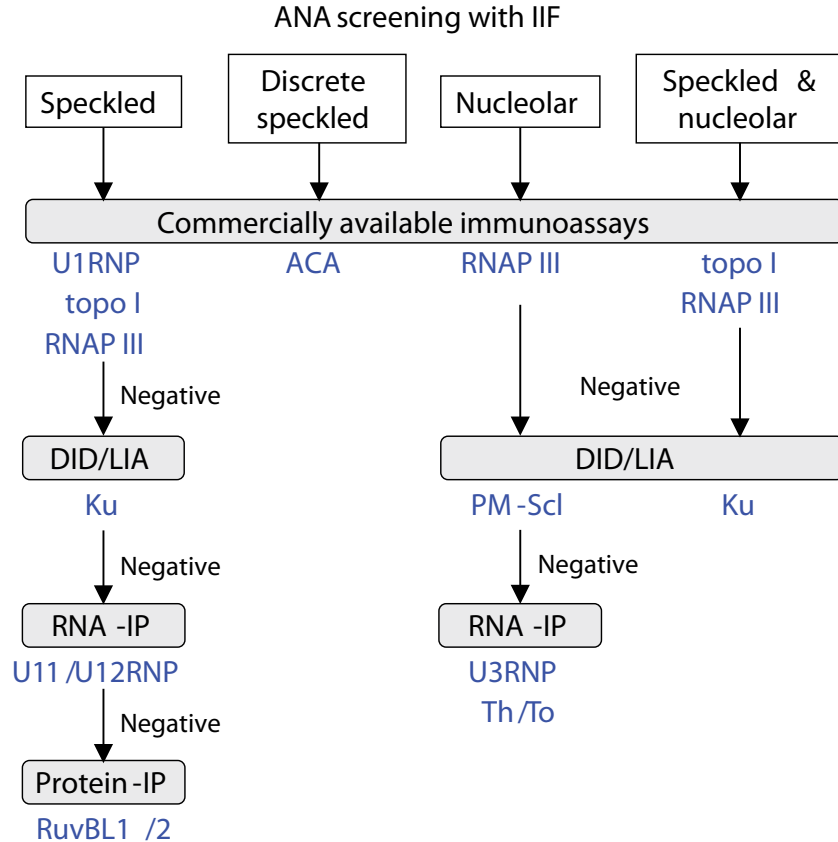 ANA screening with IIF
Speckled
Discrete
speckled
Nucleolar
Speckled &
nucleolar
Commercially available immunoassays
U1RNP
topo I
RNAP III
ACA
RNAP III
topo I
RNAP III
Negative
Negative
DID/LIA
DID/LIA
Ku
PM-Scl
Ku
Negative
Negative
RNA-IP
RNA-IP
U11/U12RNP
U3RNP
Th/To
Negative
Protein-IP
RuvBL1/2